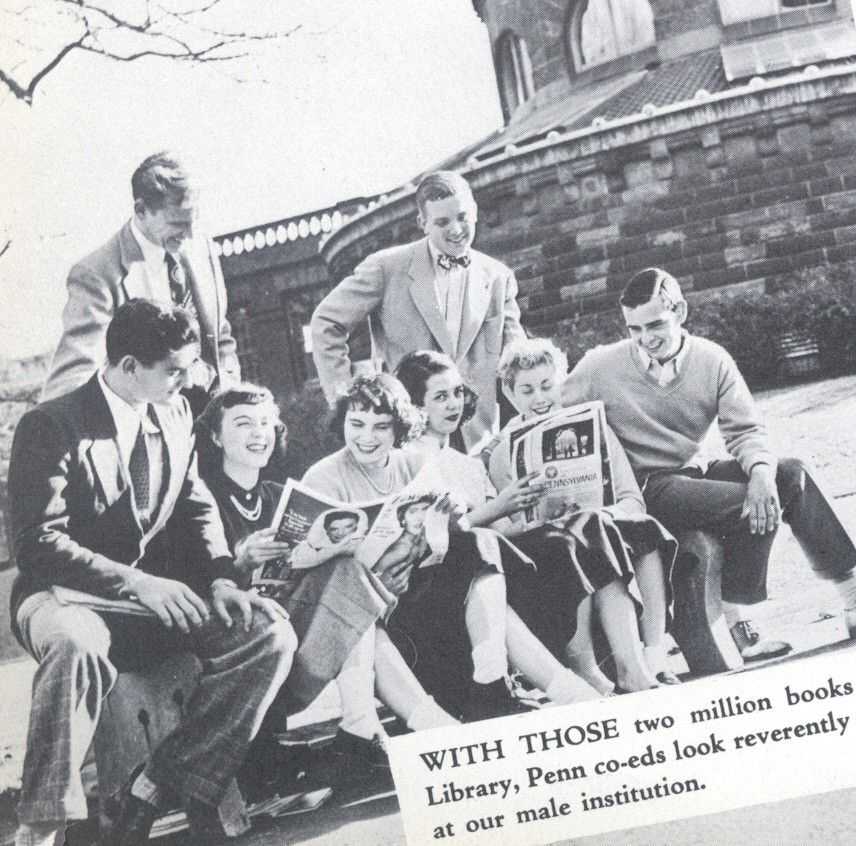 PENNSYLVANIA
WITH THOSE two million books
Library, Penn co-eds look reverently
at our male institution.